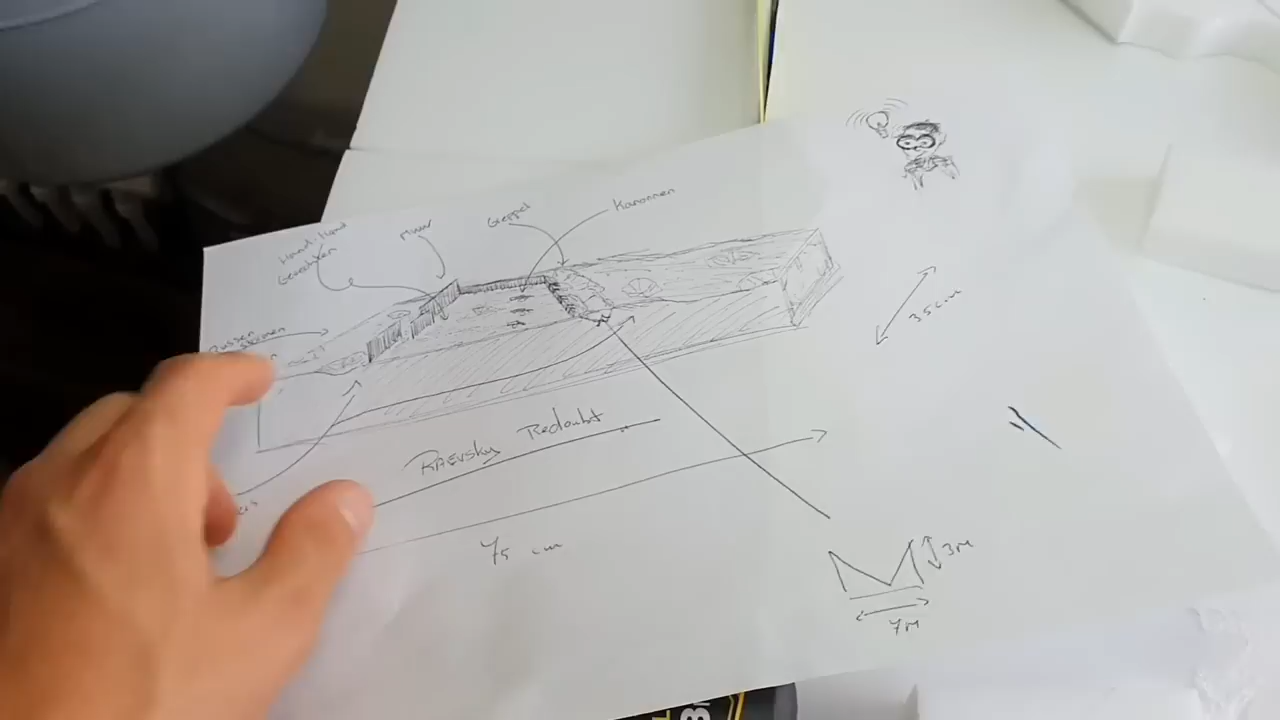 Hand-Hand
Gevechten
Muur
Greppel
Kanonnen
Russen
35 cm
RAEVSKY Redoubt
75 cm
3M
7M